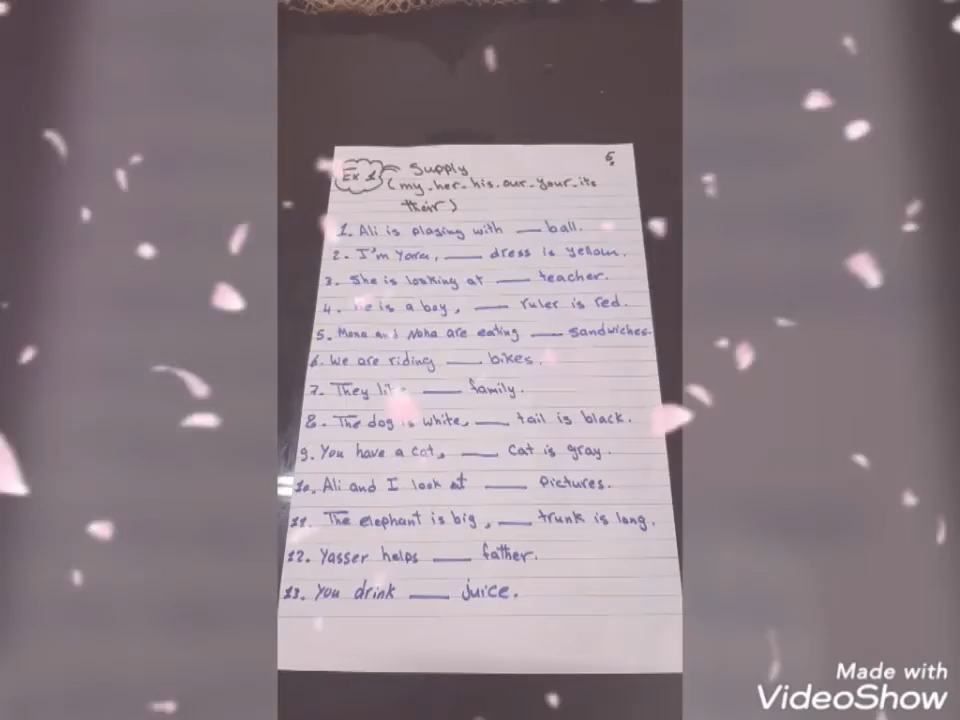 Ex 1 Supply 5
(my-her-his-our-your-its
their)
1. Ali is plasing with ___ ball.
2. I'm Yara, ___ dress is yellow.
3. She is looking at ___ teacher.
4. He is a boy, ___ ruler is red.
5. Mona and Noha are eating ___ sandwiches.
6. We are riding ___ bikes.
7. They like ___ family.
8. The dog is white, ___ tail is black.
9. You have a cat, ___ cat is gray.
10. Ali and I look at ___ pictures.
11. The elephant is big, ___ trunk is long.
12. Yasser helps ___ father.
13. You drink ___ juice.
Made with
VideoShow